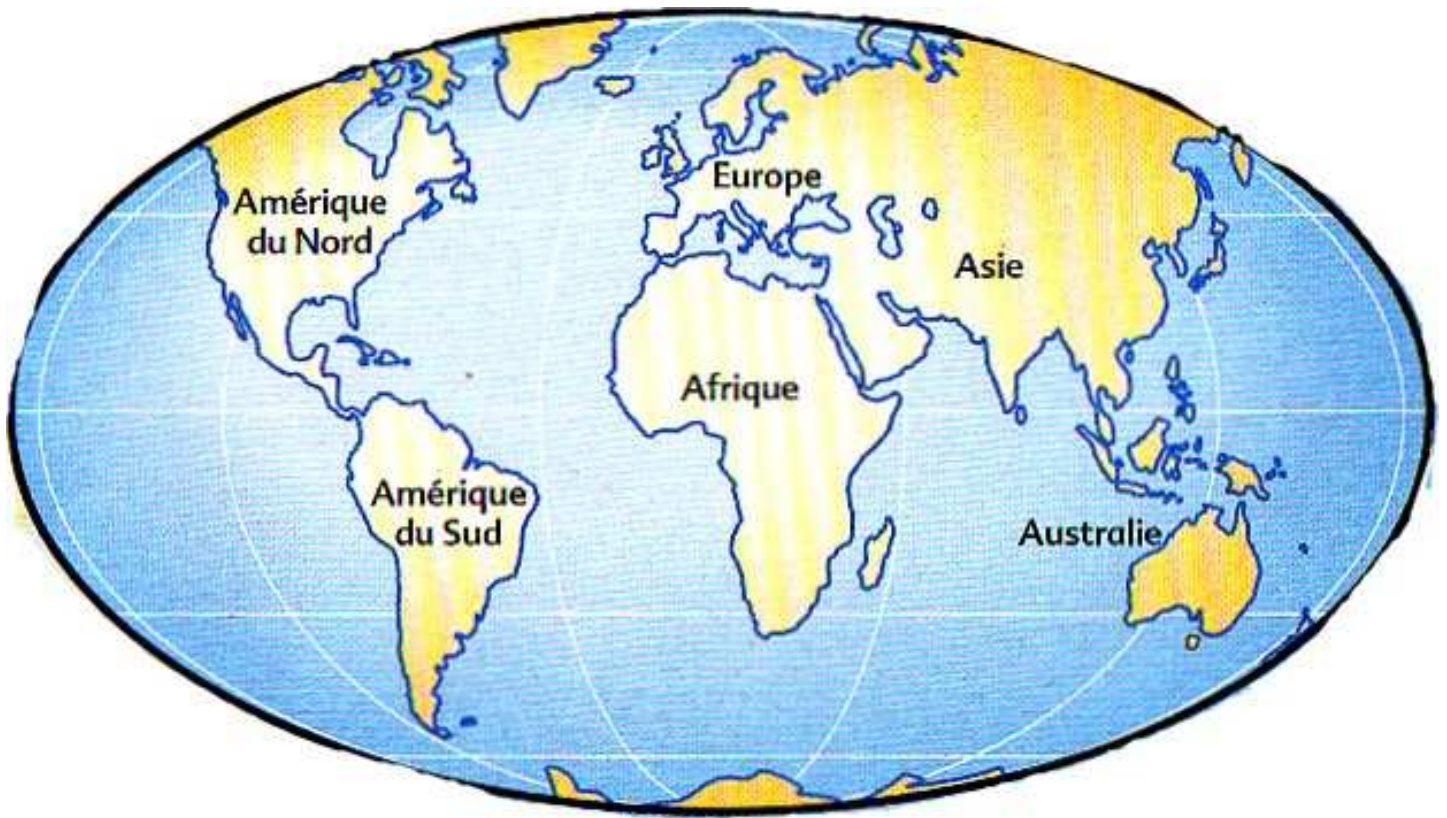 Amérique
du Nord
Europe
Asie
Afrique
Amérique
du Sud
Australie